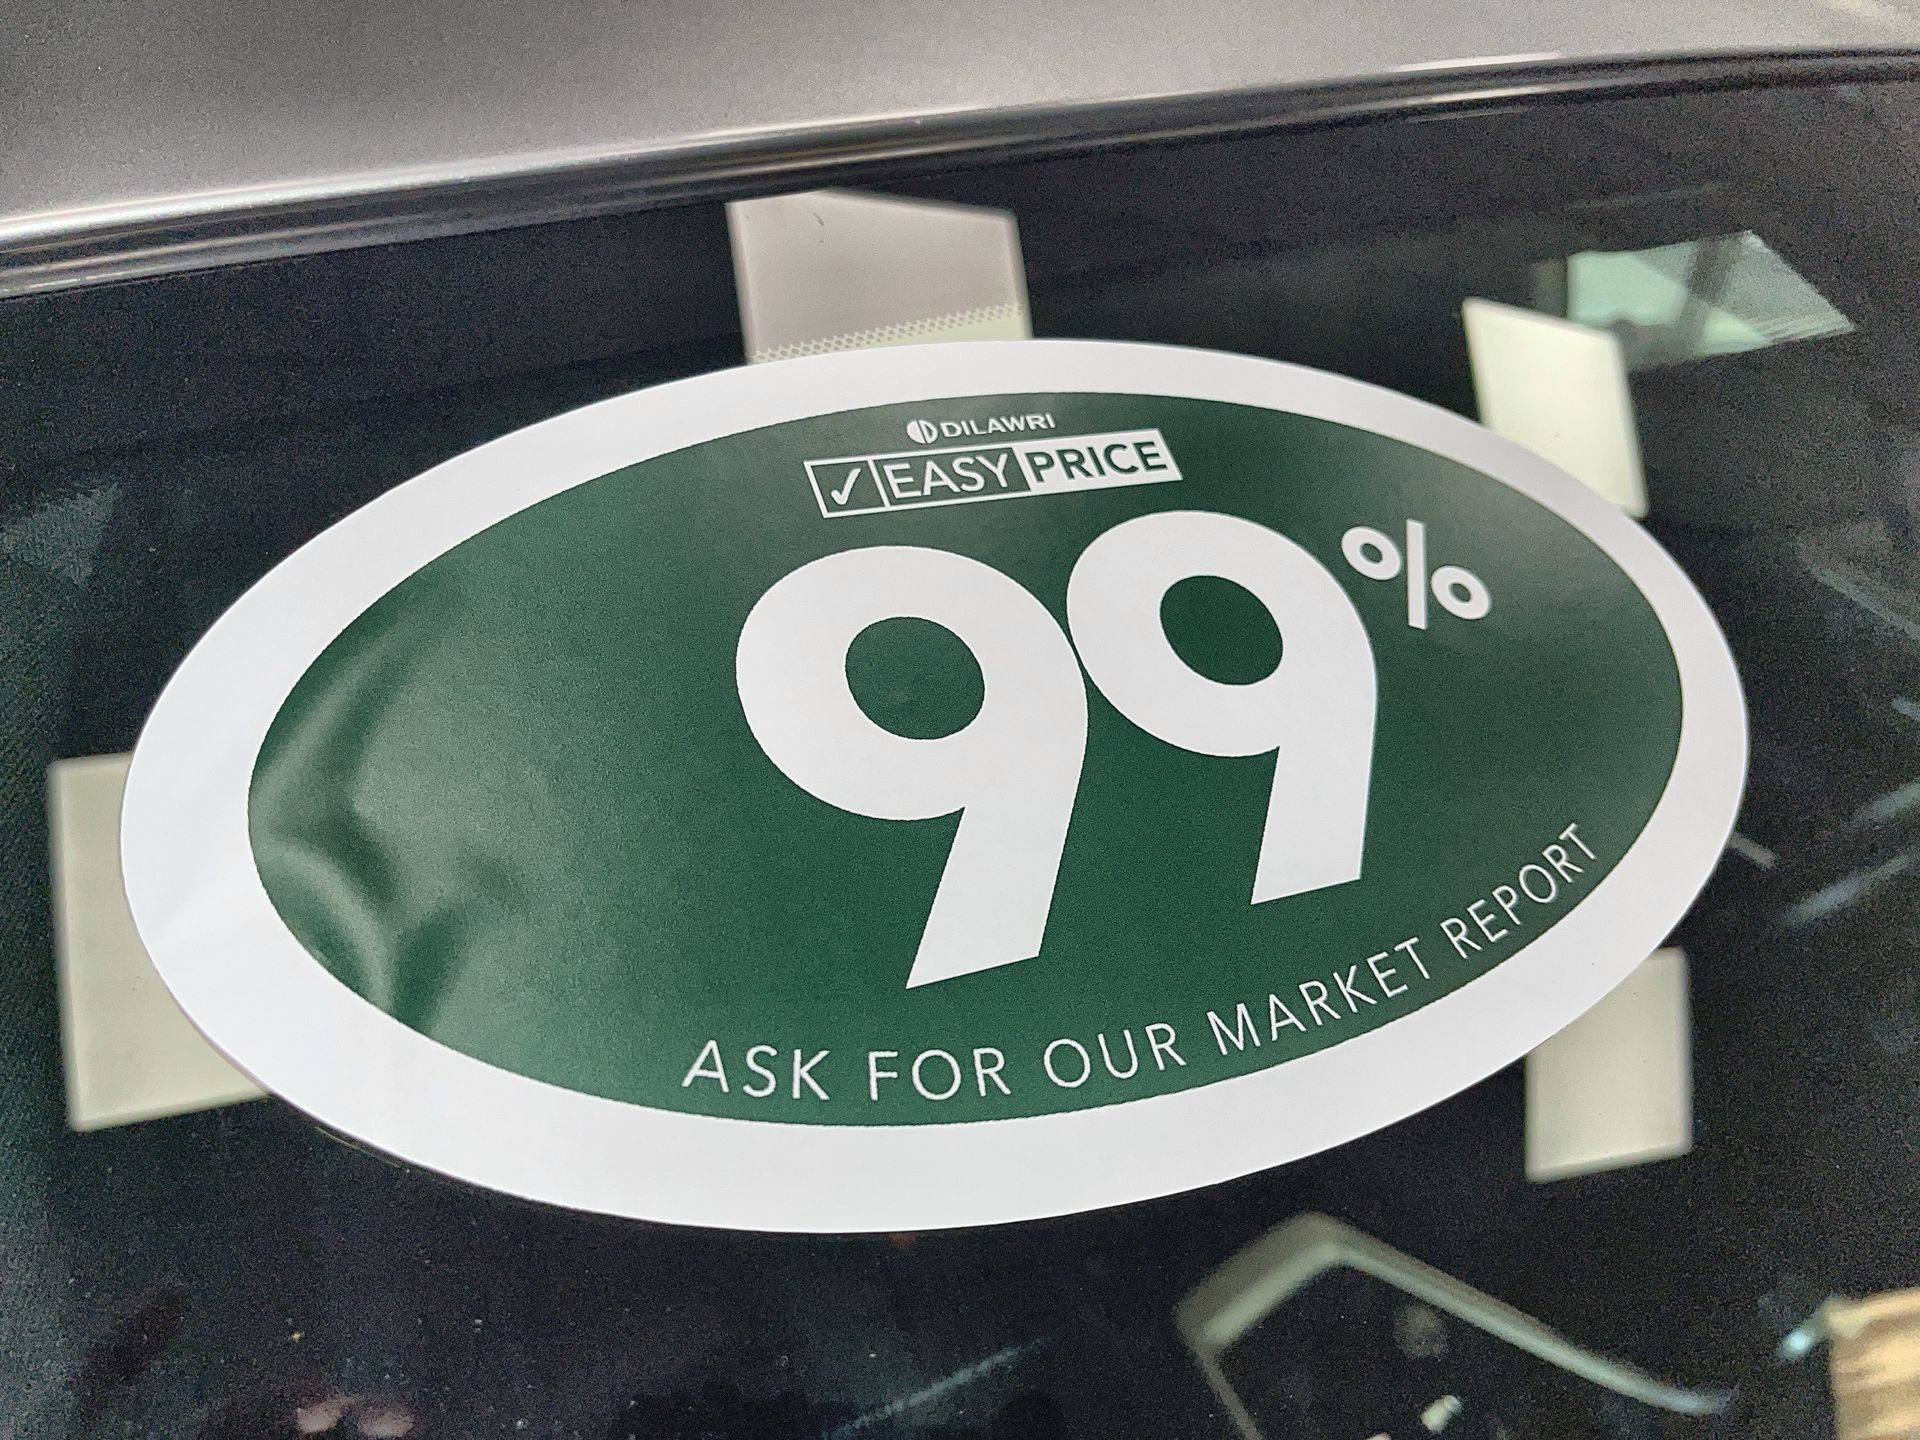 DILAWRI
✓ EASY PRICE
99%
ASK FOR OUR MARKET REPORT